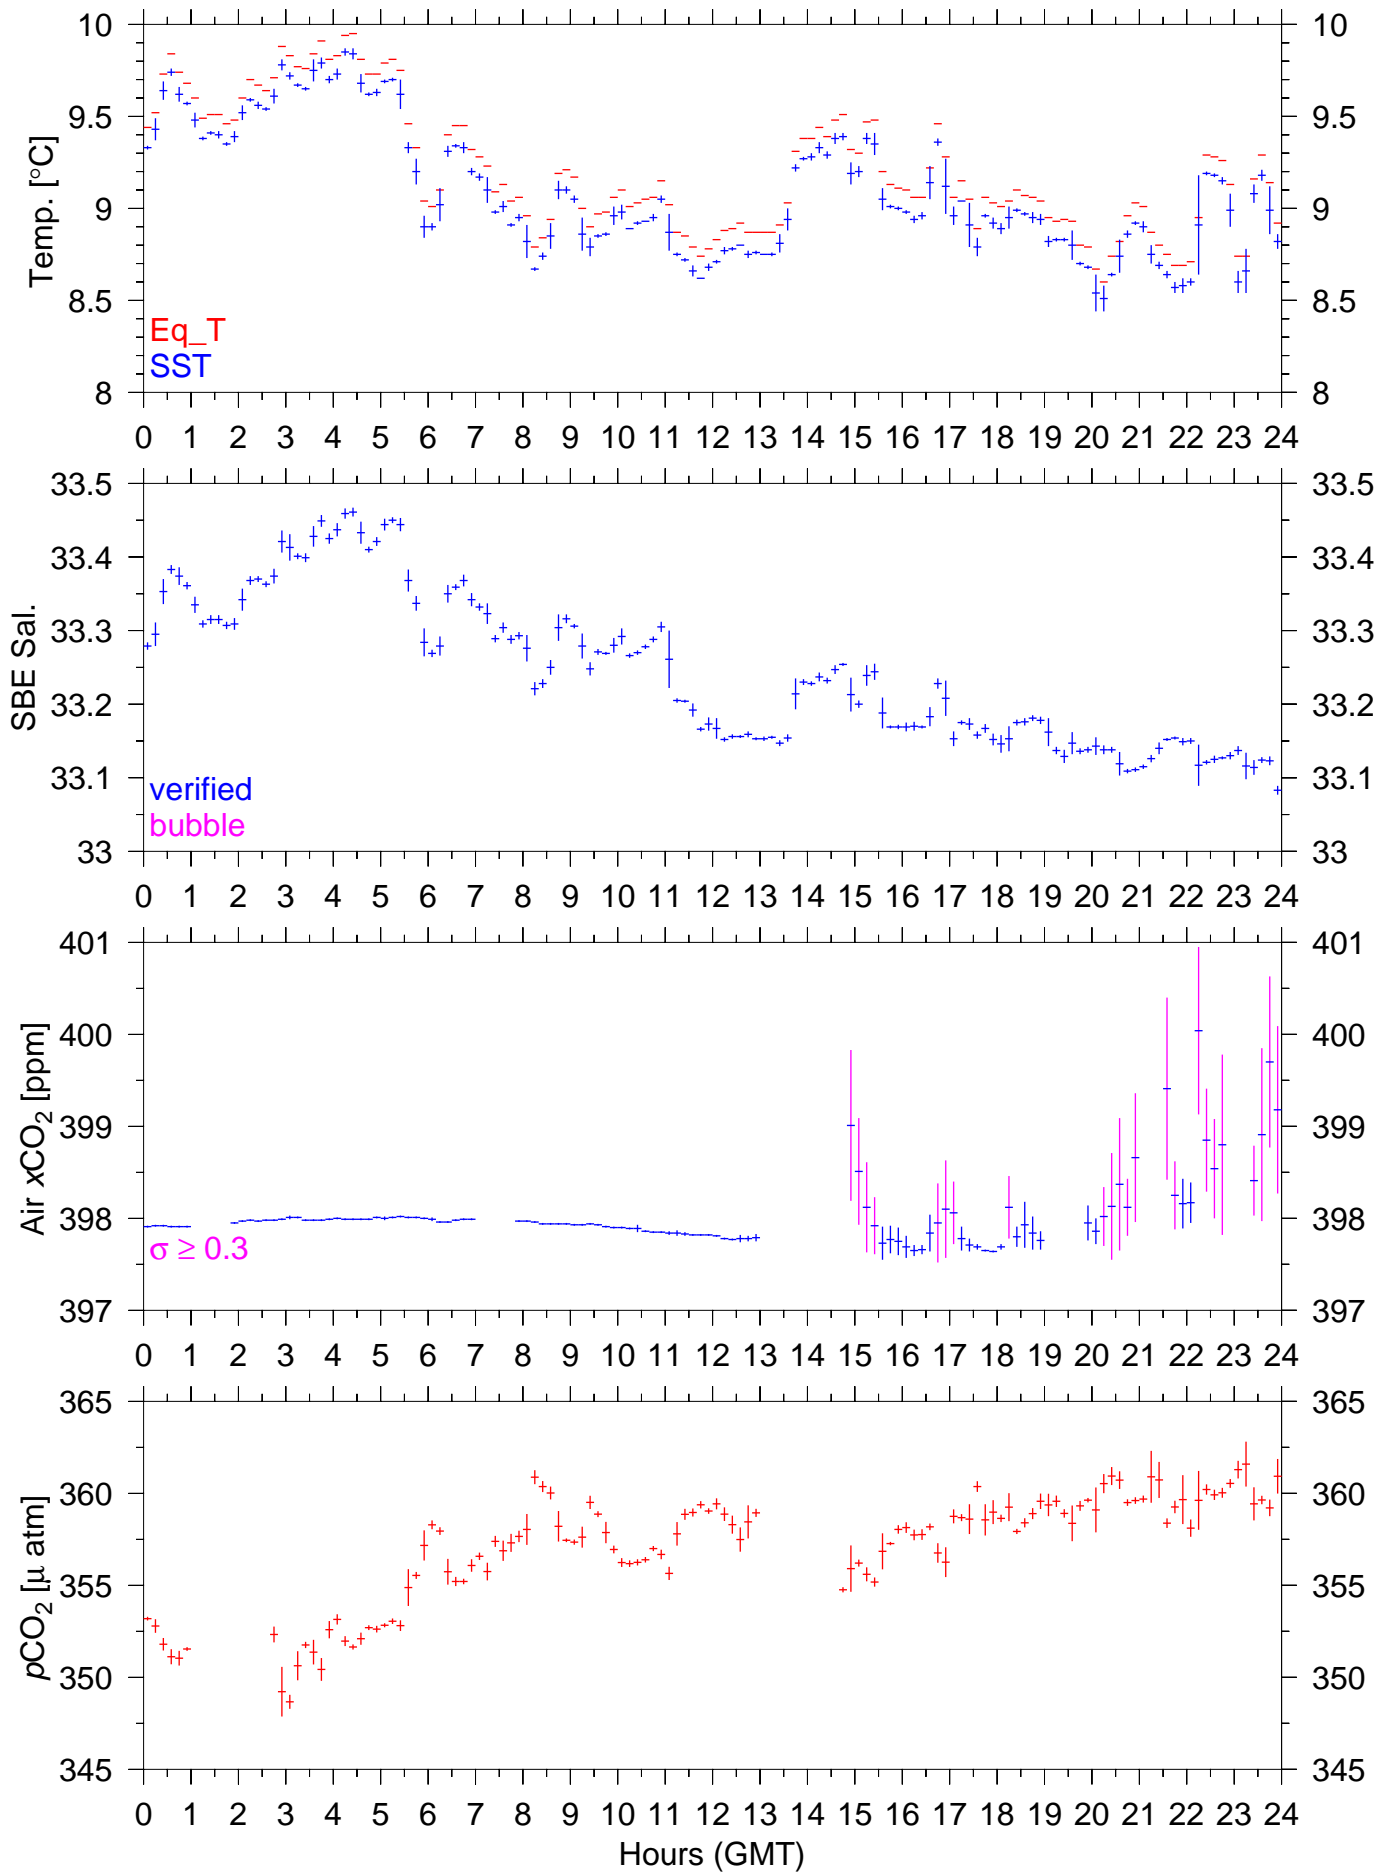 10 10
9.5 9.5
9 9
8.5 8.5
8 8
Temp. [°C]
Eq_T
SST
0 1 2 3 4 5 6 7 8 9 10 11 12 13 14 15 16 17 18 19 20 21 22 23 24
33.5 33.5
33.4 33.4
33.3 33.3
33.2 33.2
33.1 33.1
33 33
SBE Sal.
verified
bubble
0 1 2 3 4 5 6 7 8 9 10 11 12 13 14 15 16 17 18 19 20 21 22 23 24
401 401
400 400
399 399
398 398
397 397
Air xCO₂ [ppm]
σ ≥ 0.3
0 1 2 3 4 5 6 7 8 9 10 11 12 13 14 15 16 17 18 19 20 21 22 23 24
365 365
360 360
355 355
350 350
345 345
pCO₂ [μ atm]
0 1 2 3 4 5 6 7 8 9 10 11 12 13 14 15 16 17 18 19 20 21 22 23 24
Hours (GMT)